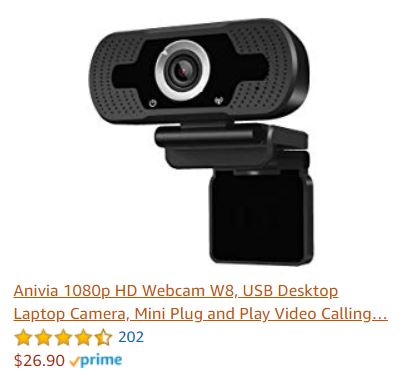 Anivia 1080p HD Webcam W8, USB Desktop
Laptop Camera, Mini Plug and Play Video Calling…
202
$26.90 prime